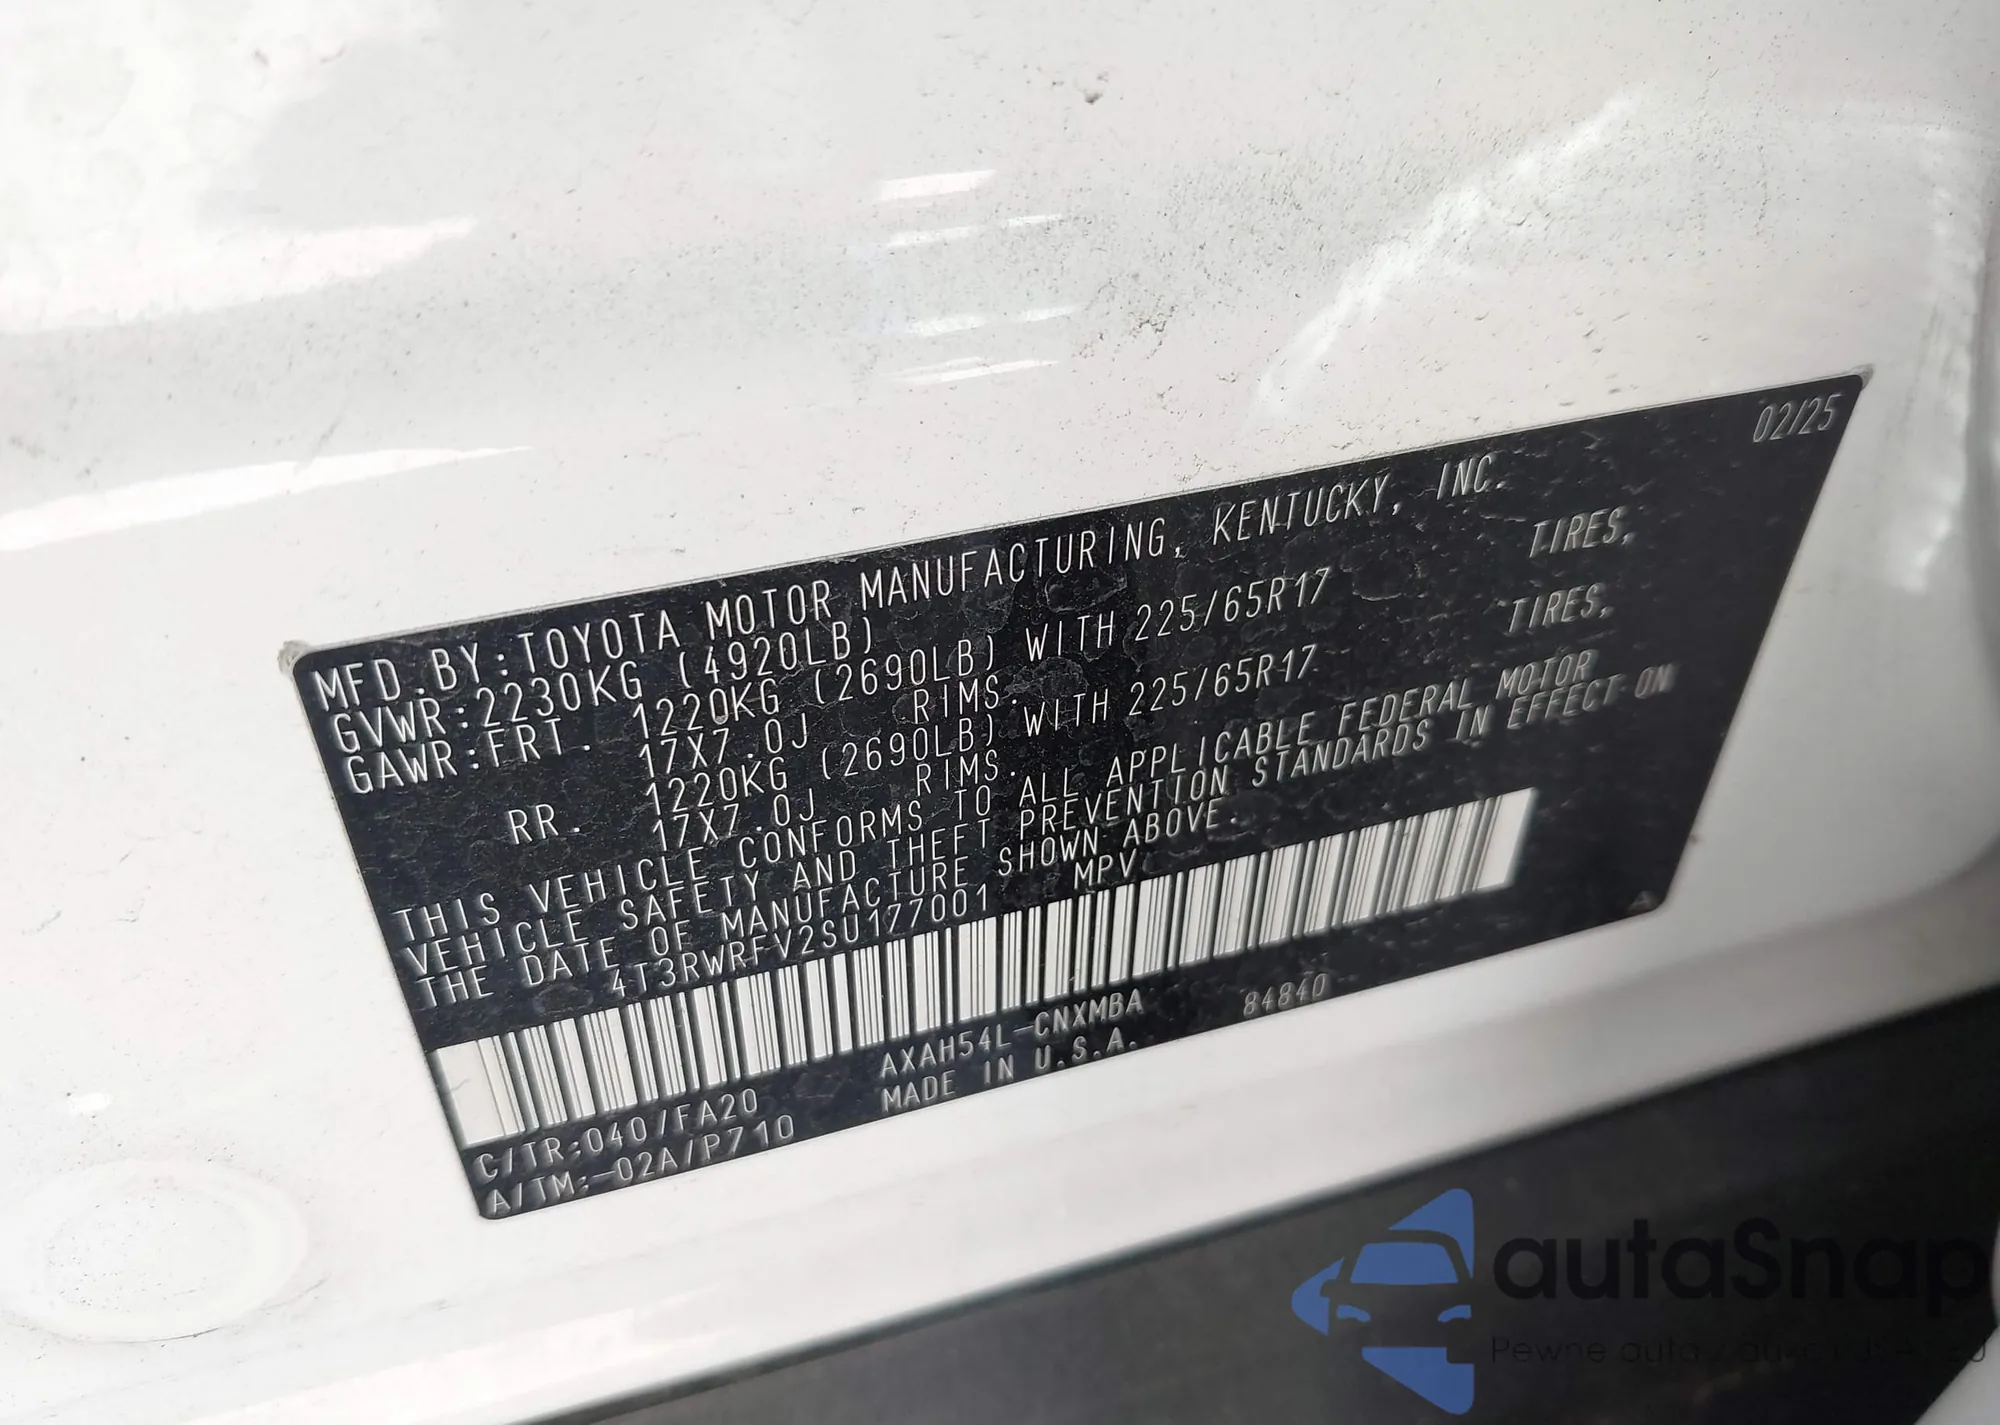 02/25
MFD.BY:TOYOTA MOTOR MANUFACTURING, KENTUCKY, INC.
GVWR:2230KG (4920LB)
GAWR:FRT. 1220KG (2690LB) WITH 225/65R17 TIRES,
17X7.0J RIMS.
RR. 1220KG (2690LB) WITH 225/65R17 TIRES,
17X7.0J RIMS.
THIS VEHICLE CONFORMS TO ALL APPLICABLE FEDERAL MOTOR
VEHICLE SAFETY AND THEFT PREVENTION STANDARDS IN EFFECT ON
THE DATE OF MANUFACTURE SHOWN ABOVE.
4T3RWRFV2SU177001 MPV
C/TR:040/FA20 AXAH54L-CNXMBA 84840
A/TM:-02A/P710 MADE IN U.S.A.
autaSnap
Pewne auta z